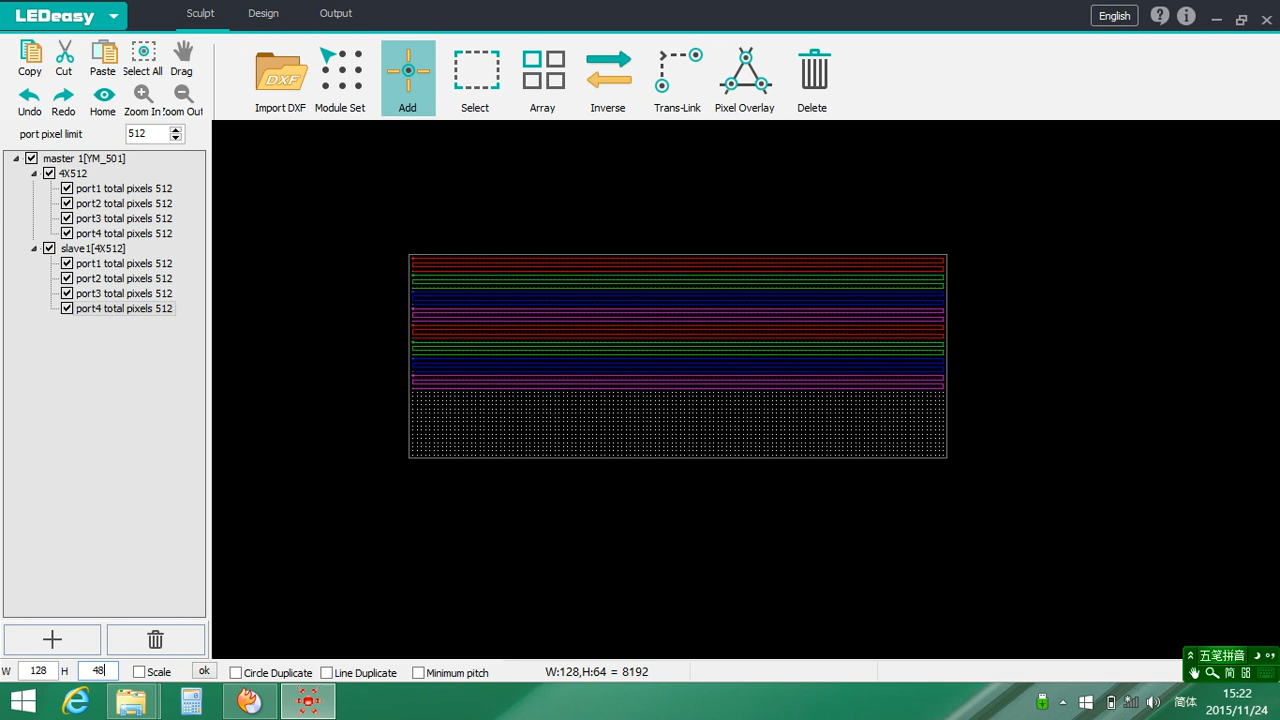 LEDeasy
Sculpt
Design
Output
English
Copy
Cut
Paste
Select All
Drag
Undo
Redo
Home
Zoom In
Zoom Out
DXF
Import DXF
Module Set
Add
Select
Array
Inverse
Trans-Link
Pixel Overlay
Delete
port pixel limit 512
master 1[YM_501]
4X512
port1 total pixels 512
port2 total pixels 512
port3 total pixels 512
port4 total pixels 512
slave1[4X512]
port1 total pixels 512
port2 total pixels 512
port3 total pixels 512
port4 total pixels 512
W 128 H 48 Scale ok Circle Duplicate Line Duplicate Minimum pitch W:128,H:64 = 8192
五笔拼音
简
简体
15:22
2015/11/24